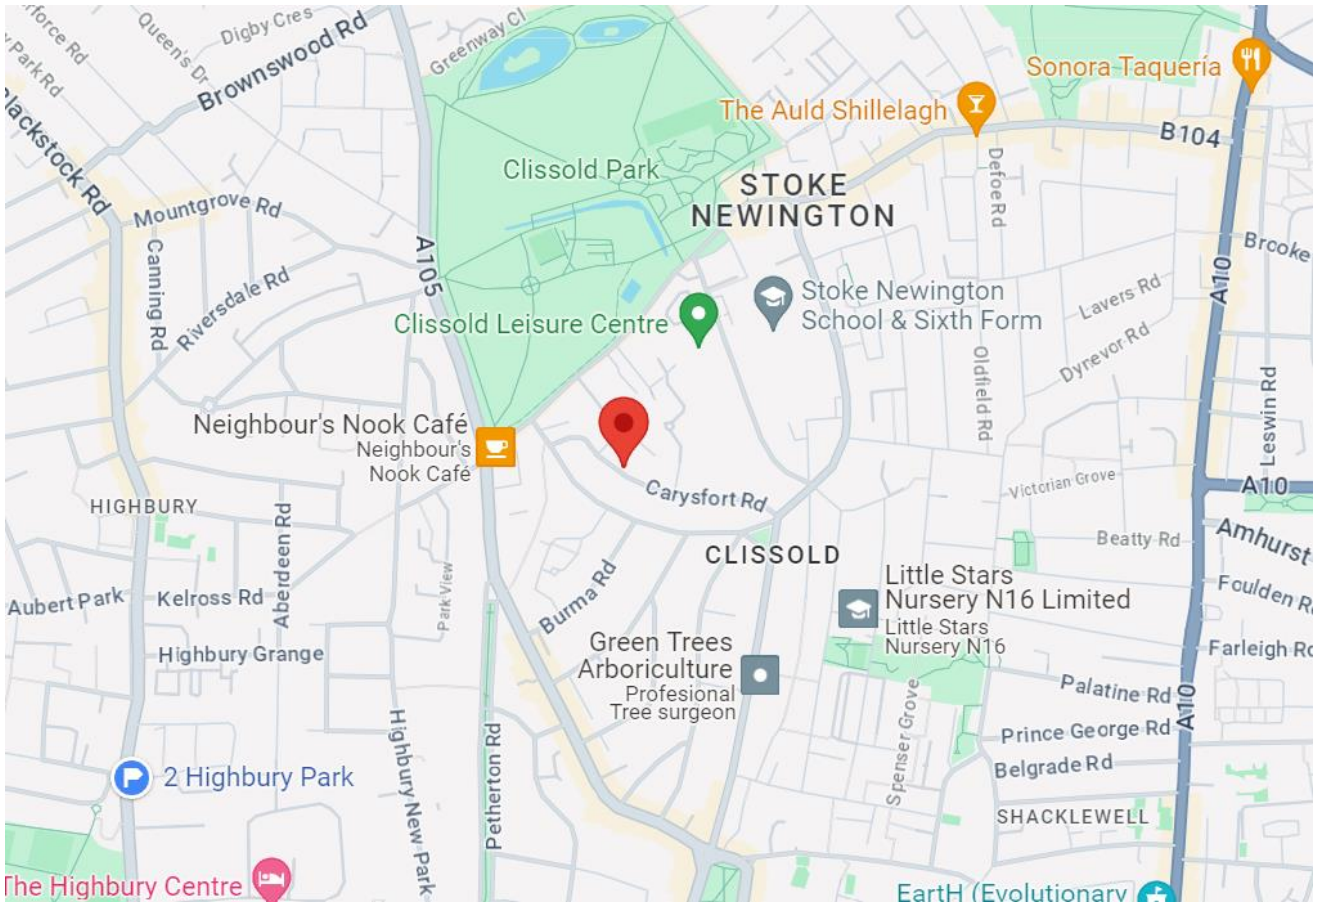 Digby Cres
Greenway Cl
Queen's Dr
Brownswood Rd
Park Rd
Blackstock Rd
Sonora Taquería
The Auld Shillelagh
B104
Clissold Park
STOKE
NEWINGTON
Defoe Rd
Mountgrove Rd
A105
Canning Rd
Riversdale Rd
Brooke
A10
Stoke Newington
School & Sixth Form
Clissold Leisure Centre
Lavers Rd
Dynevor Rd
Oldfield Rd
Leswin Rd
Neighbour's Nook Café
Neighbour's
Nook Café
Carysfort Rd
Victorian Grove
A10
HIGHBURY
Aberdeen Rd
Beatty Rd
Amhurst
CLISSOLD
Little Stars
Nursery N16 Limited
Little Stars
Nursery N16
Foulden R
Aubert Park
Kelross Rd
Park View
Burma Rd
Highbury Grange
Green Trees
Arboriculture
Profesional
Tree surgeon
Farleigh Rd
Palatine Rd
A10
Spenser Grove
Prince George Rd
Belgrade Rd
Highbury New Park
Petherton Rd
2 Highbury Park
SHACKLEWELL
The Highbury Centre
EartH (Evolutionary